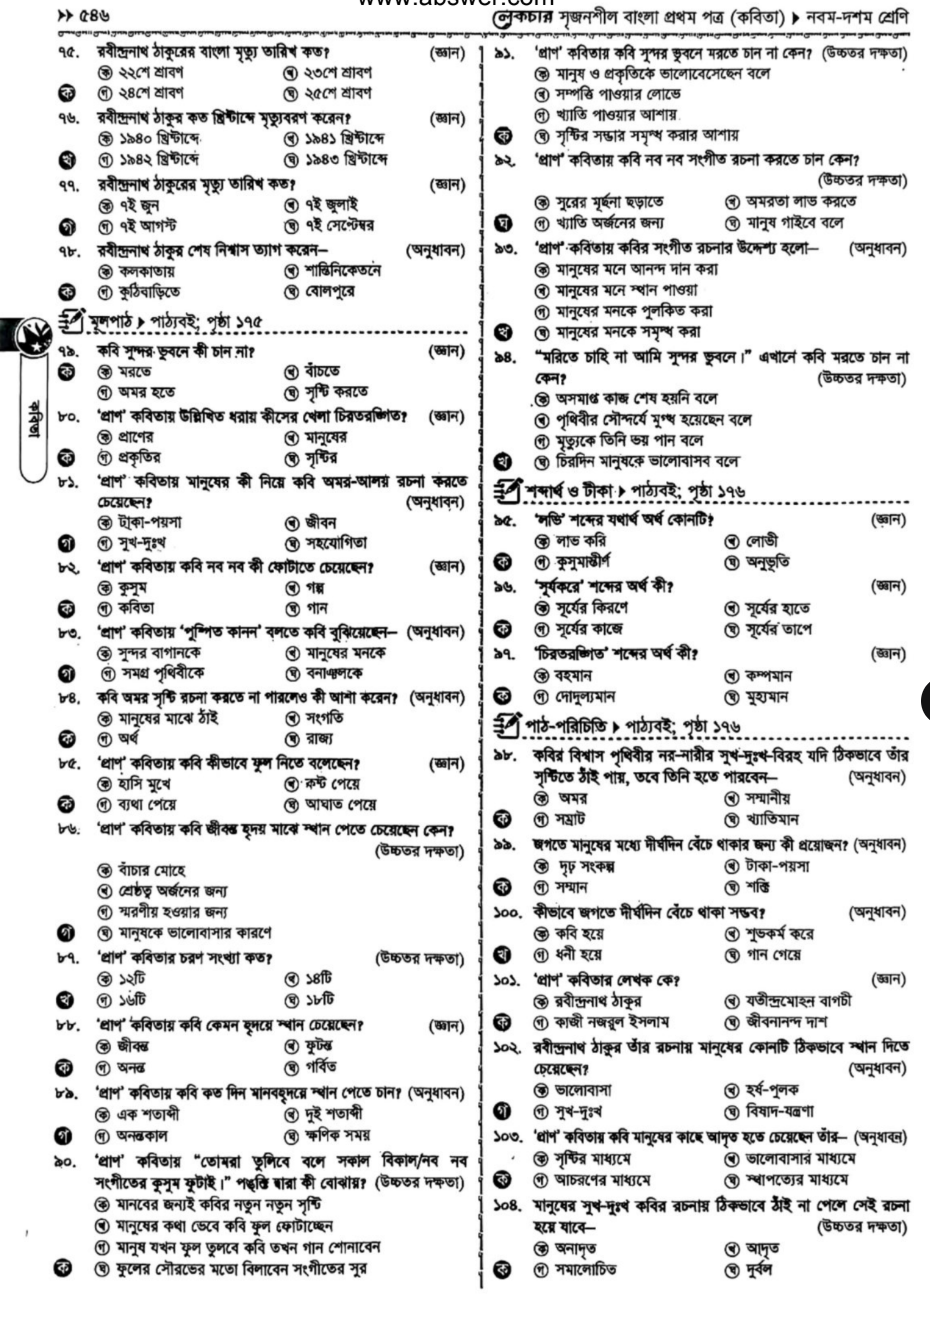 www.abswer.com
▸▸ ৫৪৬
লেকচার সৃজনশীল বাংলা প্রথম পত্র (কবিতা) ▸ নবম-দশম শ্রেণি
৭৫. রবীন্দ্রনাথ ঠাকুরের বাংলা মৃত্যু তারিখ কত? (জ্ঞান)
ⓚ ২২শে শ্রাবণ ⓚ ২৩শে শ্রাবণ
ক গ ২৪শে শ্রাবণ ঘ ২৫শে শ্রাবণ
৭৬. রবীন্দ্রনাথ ঠাকুর কত খ্রিষ্টাব্দে মৃত্যুবরণ করেন? (জ্ঞান)
ক ১৯৪০ খ্রিষ্টাব্দে খ ১৯৪১ খ্রিষ্টাব্দে
খ গ ১৯৪২ খ্রিষ্টাব্দে ঘ ১৯৪৩ খ্রিষ্টাব্দে
৭৭. রবীন্দ্রনাথ ঠাকুরের মৃত্যু তারিখ কত? (জ্ঞান)
ক ৭ই জুন খ ৭ই জুলাই
গ গ ৭ই আগস্ট ঘ ৭ই সেপ্টেম্বর
৭৮. রবীন্দ্রনাথ ঠাকুর শেষ নিশ্বাস ত্যাগ করেন— (অনুধাবন)
ক কলকাতায় খ শান্তিনিকেতনে
ক গ কুঠিবাড়িতে ঘ বোলপুরে
মূলপাঠ ▸ পাঠ্যবই; পৃষ্ঠা ১৭৫
৭৯. কবি সুন্দর ভুবনে কী চান না? (জ্ঞান)
ক ক মরতে খ বাঁচতে
গ অমর হতে ঘ সৃষ্টি করতে
কবিতা
৮০. 'প্রাণ' কবিতায় উল্লিখিত ধরায় কীসের খেলা চিরতরঙ্গিত? (জ্ঞান)
ক প্রাণের খ মানুষের
ক গ প্রকৃতির ঘ সৃষ্টির
৮১. 'প্রাণ' কবিতায় মানুষের কী নিয়ে কবি অমর-আলয় রচনা করতে
চেয়েছেন? (অনুধাবন)
ক টাকা-পয়সা খ জীবন
গ গ সুখ-দুঃখ ঘ সহযোগিতা
৮২. 'প্রাণ' কবিতায় কবি নব নব কী ফোটাতে চেয়েছেন? (জ্ঞান)
ক কুসুম খ গল্প
ক গ কবিতা ঘ গান
৮৩. 'প্রাণ' কবিতায় 'পুষ্পিত কানন' বলতে কবি বুঝিয়েছেন— (অনুধাবন)
ক সুন্দর বাগানকে খ মানুষের মনকে
গ গ সমগ্র পৃথিবীকে ঘ বনাঞ্চলকে
৮৪. কবি অমর সৃষ্টি রচনা করতে না পারলেও কী আশা করেন? (অনুধাবন)
ক মানুষের মাঝে ঠাঁই খ সংগতি
ক গ অর্থ ঘ রাজ্য
৮৫. 'প্রাণ' কবিতায় কবি কীভাবে ফুল নিতে বলেছেন? (জ্ঞান)
ক হাসি মুখে খ কষ্ট পেয়ে
ক গ ব্যথা পেয়ে ঘ আঘাত পেয়ে
৮৬. 'প্রাণ' কবিতায় কবি জীবন্ত হৃদয় মাঝে স্থান পেতে চেয়েছেন কেন?
(উচ্চতর দক্ষতা)
ক বাঁচার মোহে
খ শ্রেষ্ঠত্ব অর্জনের জন্য
গ স্মরণীয় হওয়ার জন্য
গ ঘ মানুষকে ভালোবাসার কারণে
৮৭. 'প্রাণ' কবিতার চরণ সংখ্যা কত? (উচ্চতর দক্ষতা)
ক ১২টি খ ১৪টি
খ গ ১৬টি ঘ ১৮টি
৮৮. 'প্রাণ' কবিতায় কবি কেমন হৃদয়ে স্থান চেয়েছেন? (জ্ঞান)
ক জীবন্ত খ ফুটন্ত
ক গ অনন্ত ঘ গর্বিত
৮৯. 'প্রাণ' কবিতায় কবি কত দিন মানবহৃদয়ে স্থান পেতে চান? (অনুধাবন)
ক এক শতাব্দী খ দুই শতাব্দী
গ গ অনন্তকাল ঘ ক্ষণিক সময়
৯০. 'প্রাণ' কবিতায় “তোমরা তুলিবে বলে সকাল বিকাল/নব নব
সংগীতের কুসুম ফুটাই।” পঙ্ক্তি দ্বারা কী বোঝায়? (উচ্চতর দক্ষতা)
ক মানবের জন্যই কবির নতুন নতুন সৃষ্টি
খ মানুষের কথা ভেবে কবি ফুল ফোটাচ্ছেন
গ মানুষ যখন ফুল তুলবে কবি তখন গান শোনাবেন
ক ঘ ফুলের সৌরভের মতো বিলাবেন সংগীতের সুর
৯১. 'প্রাণ' কবিতায় কবি সুন্দর ভুবনে মরতে চান না কেন? (উচ্চতর দক্ষতা)
ক মানুষ ও প্রকৃতিকে ভালোবেসেছেন বলে
খ সম্পত্তি পাওয়ার লোভে
গ খ্যাতি পাওয়ার আশায়
ক ঘ সৃষ্টির সম্ভার সমৃদ্ধ করার আশায়
৯২. 'প্রাণ' কবিতায় কবি নব নব সংগীত রচনা করতে চান কেন?
(উচ্চতর দক্ষতা)
ক সুরের মূর্ছনা ছড়াতে খ অমরতা লাভ করতে
ঘ গ খ্যাতি অর্জনের জন্য ঘ মানুষ গাইবে বলে
৯৩. 'প্রাণ' কবিতায় কবির সংগীত রচনার উদ্দেশ্য হলো— (অনুধাবন)
ক মানুষের মনে আনন্দ দান করা
খ মানুষের মনে স্থান পাওয়া
গ মানুষের মনকে পুলকিত করা
খ ঘ মানুষের মনকে সমৃদ্ধ করা
৯৪. “মরিতে চাহি না আমি সুন্দর ভুবনে।” এখানে কবি মরতে চান না
কেন? (উচ্চতর দক্ষতা)
ক অসমাপ্ত কাজ শেষ হয়নি বলে
খ পৃথিবীর সৌন্দর্যে মুগ্ধ হয়েছেন বলে
গ মৃত্যুকে তিনি ভয় পান বলে
খ ঘ চিরদিন মানুষকে ভালোবাসব বলে
শব্দার্থ ও টীকা ▸ পাঠ্যবই; পৃষ্ঠা ১৭৬
৯৫. 'লভি' শব্দের যথার্থ অর্থ কোনটি? (জ্ঞান)
ক লাভ করি খ লোভী
ক গ কুসুমাস্তীর্ণ ঘ অনুভূতি
৯৬. 'সূর্যকরে' শব্দের অর্থ কী? (জ্ঞান)
ক সূর্যের কিরণে খ সূর্যের হাতে
ক গ সূর্যের কাজে ঘ সূর্যের তাপে
৯৭. 'চিরতরঙ্গিত' শব্দের অর্থ কী? (জ্ঞান)
ক বহমান খ কম্পমান
ক গ দোদুল্যমান ঘ মুহ্যমান
পাঠ-পরিচিতি ▸ পাঠ্যবই; পৃষ্ঠা ১৭৬
৯৮. কবির বিশ্বাস পৃথিবীর নর-নারীর সুখ-দুঃখ-বিরহ যদি ঠিকভাবে তাঁর
সৃষ্টিতে ঠাঁই পায়, তবে তিনি হতে পারবেন— (অনুধাবন)
ক অমর খ সম্মানীয়
ক গ সম্রাট ঘ খ্যাতিমান
৯৯. জগতে মানুষের মধ্যে দীর্ঘদিন বেঁচে থাকার জন্য কী প্রয়োজন? (অনুধাবন)
ক দৃঢ় সংকল্প খ টাকা-পয়সা
ক গ সম্মান ঘ শক্তি
১০০. কীভাবে জগতে দীর্ঘদিন বেঁচে থাকা সম্ভব? (অনুধাবন)
ক কবি হয়ে খ শুভকর্ম করে
খ গ ধনী হয়ে ঘ গান গেয়ে
১০১. 'প্রাণ' কবিতার লেখক কে? (জ্ঞান)
ক রবীন্দ্রনাথ ঠাকুর খ যতীন্দ্রমোহন বাগচী
ক গ কাজী নজরুল ইসলাম ঘ জীবনানন্দ দাশ
১০২. রবীন্দ্রনাথ ঠাকুর তাঁর রচনায় মানুষের কোনটি ঠিকভাবে স্থান দিতে
চেয়েছেন? (অনুধাবন)
ক ভালোবাসা খ হর্ষ-পুলক
গ গ সুখ-দুঃখ ঘ বিষাদ-যন্ত্রণা
১০৩. 'প্রাণ' কবিতায় কবি মানুষের কাছে আদৃত হতে চেয়েছেন তাঁর— (অনুধাবন)
ক সৃষ্টির মাধ্যমে খ ভালোবাসার মাধ্যমে
ক গ আচরণের মাধ্যমে ঘ স্থাপত্যের মাধ্যমে
১০৪. মানুষের সুখ-দুঃখ কবির রচনায় ঠিকভাবে ঠাঁই না পেলে সেই রচনা
হয়ে যাবে— (উচ্চতর দক্ষতা)
ক অনাদৃত খ আদৃত
ক গ সমালোচিত ঘ দুর্বল